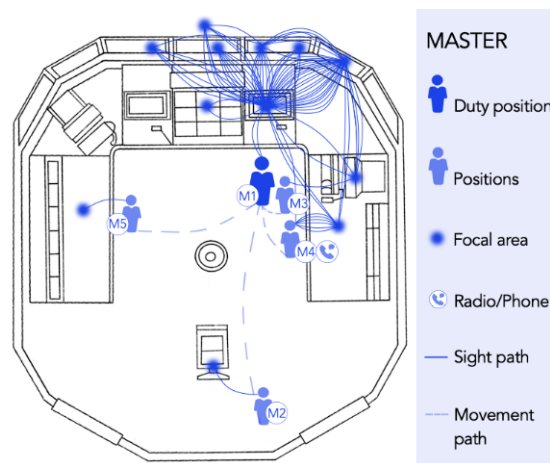 MASTER
Duty position
Positions
Focal area
Radio/Phone
Sight path
Movement
path
M1
M3
M5
M4
M2